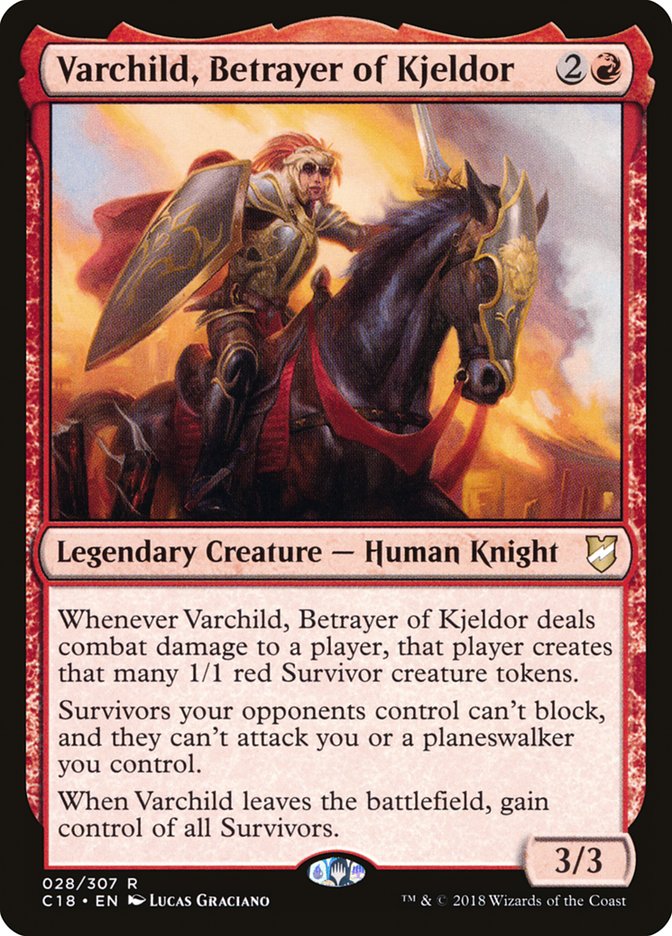 Varchild, Betrayer of Kjeldor 2
Legendary Creature — Human Knight
Whenever Varchild, Betrayer of Kjeldor deals
combat damage to a player, that player creates
that many 1/1 red Survivor creature tokens.
Survivors your opponents control can't block,
and they can't attack you or a planeswalker
you control.
When Varchild leaves the battlefield, gain
control of all Survivors.
3/3
028/307 R
C18 • EN Lucas Graciano
™ & © 2018 Wizards of the Coast